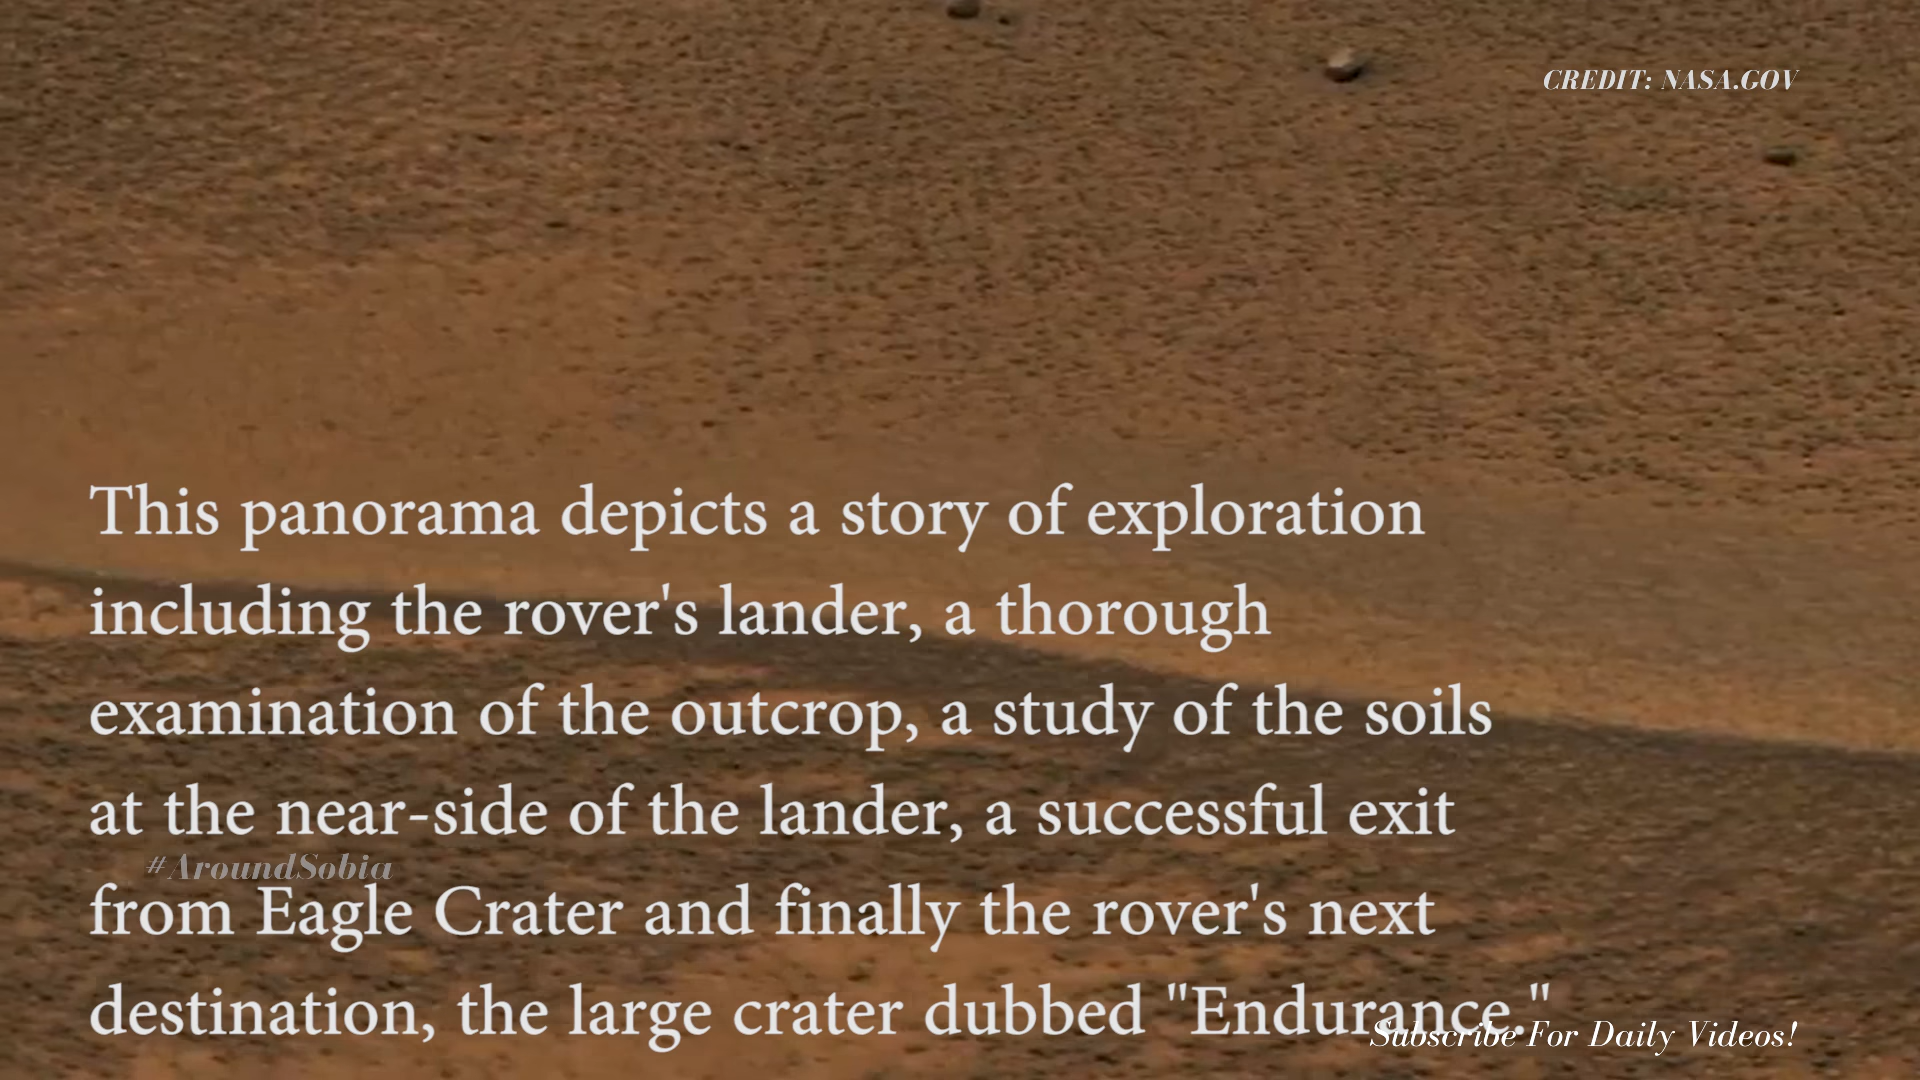 CREDIT: NASA.GOV
This panorama depicts a story of exploration
including the rover's lander, a thorough
examination of the outcrop, a study of the soils
at the near-side of the lander, a successful exit
#AroundSobia
from Eagle Crater and finally the rover's next
destination, the large crater dubbed "Endurance."
Subscribe For Daily Videos!